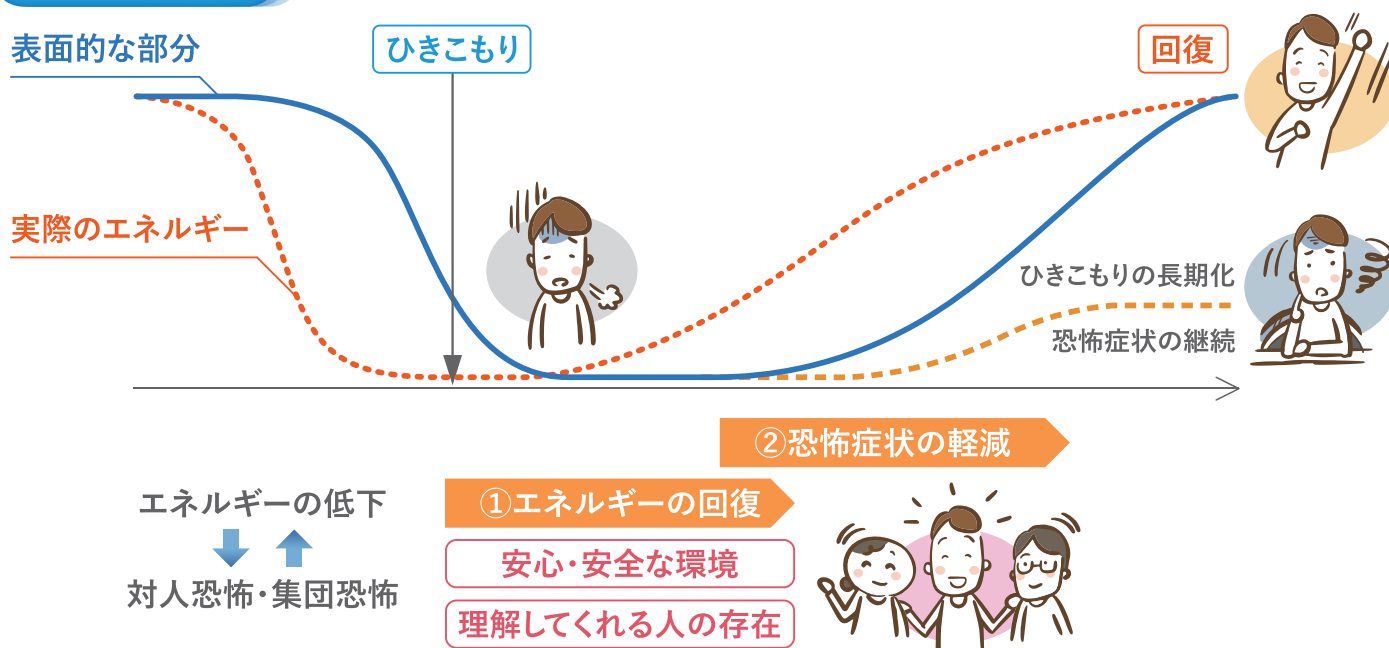 表面的な部分
ひきこもり
回復
実際のエネルギー
ひきこもりの長期化
恐怖症状の継続
②恐怖症状の軽減
エネルギーの低下
①エネルギーの回復
安心・安全な環境
対人恐怖・集団恐怖
理解してくれる人の存在